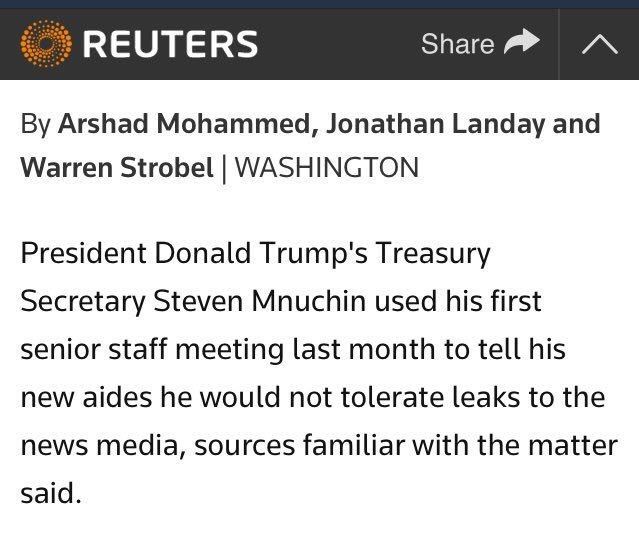 REUTERS Share
By Arshad Mohammed, Jonathan Landay and
Warren Strobel | WASHINGTON
President Donald Trump's Treasury
Secretary Steven Mnuchin used his first
senior staff meeting last month to tell his
new aides he would not tolerate leaks to the
news media, sources familiar with the matter
said.